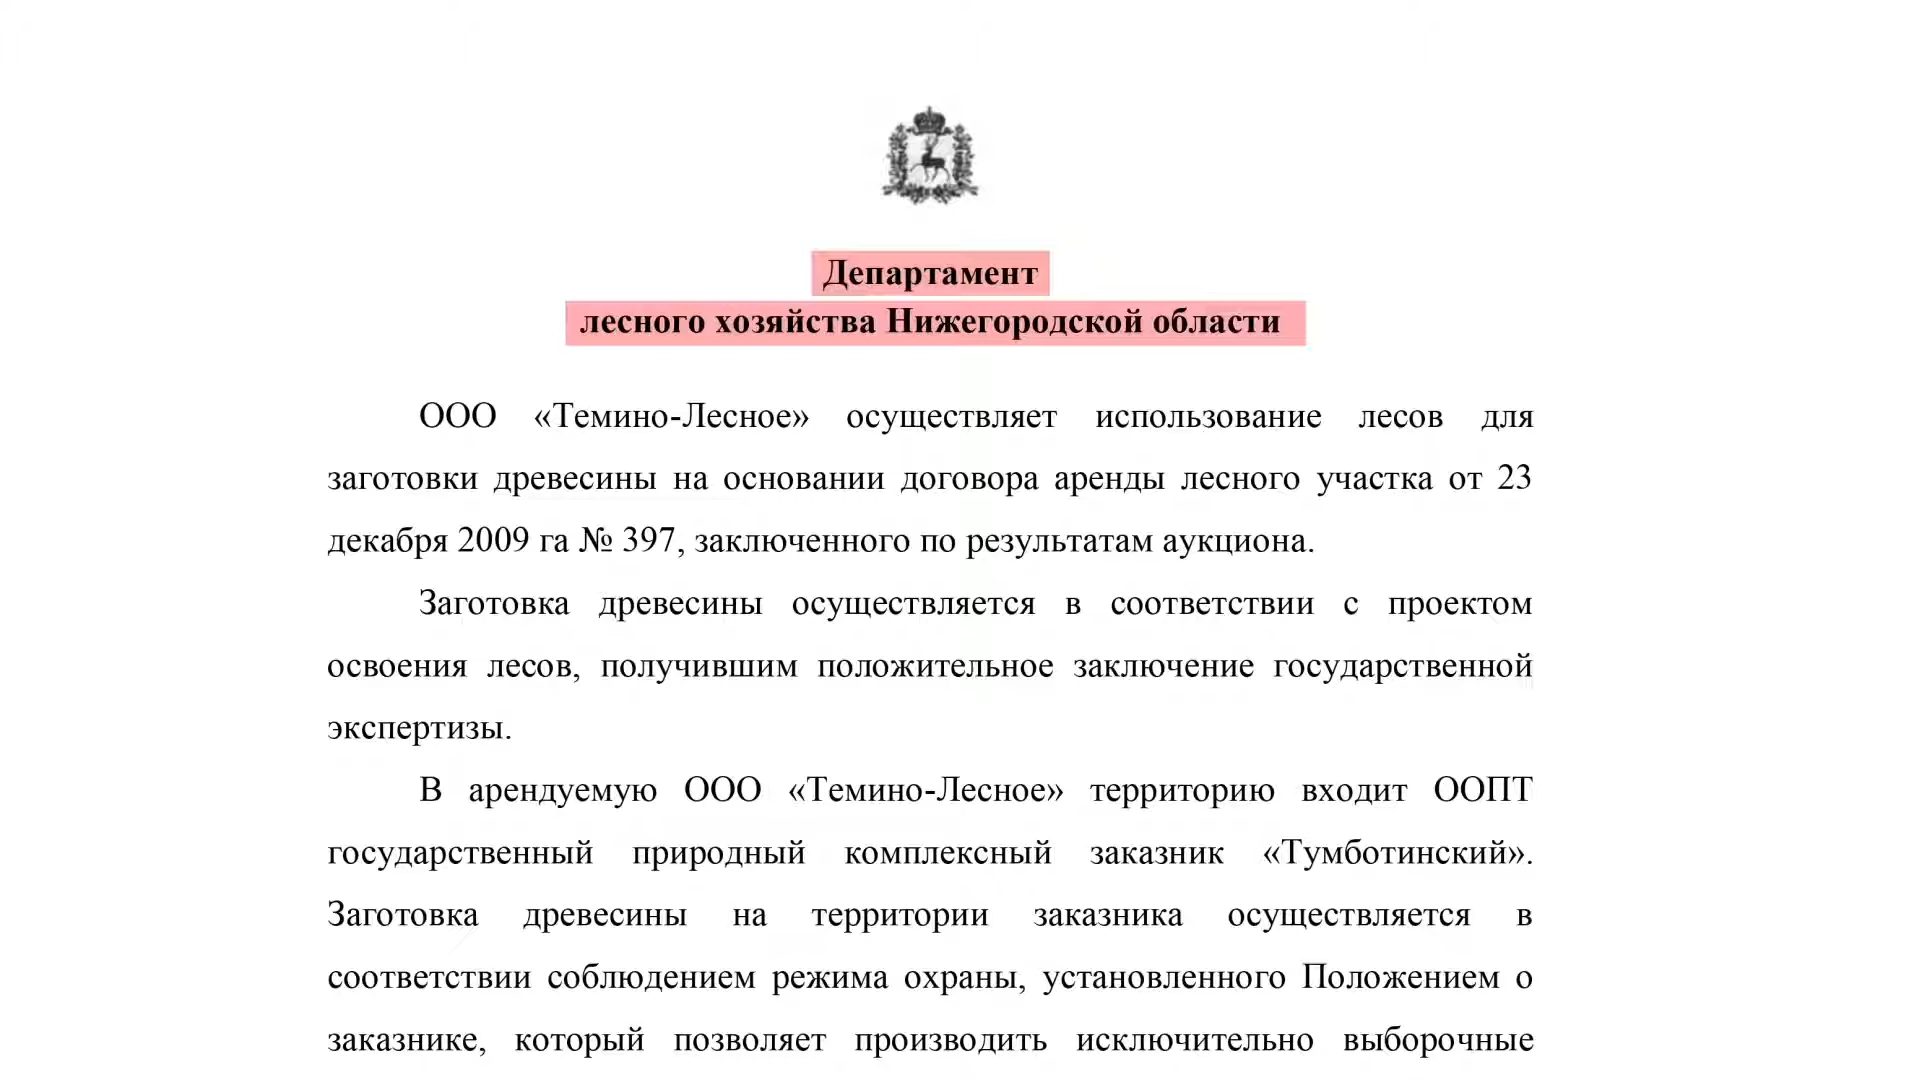 Департамент
лесного хозяйства Нижегородской области
ООО «Темино-Лесное» осуществляет использование лесов для
заготовки древесины на основании договора аренды лесного участка от 23
декабря 2009 га № 397, заключенного по результатам аукциона.
Заготовка древесины осуществляется в соответствии с проектом
освоения лесов, получившим положительное заключение государственной
экспертизы.
В арендуемую ООО «Темино-Лесное» территорию входит ООПТ
государственный природный комплексный заказник «Тумботинский».
Заготовка древесины на территории заказника осуществляется в
соответствии соблюдением режима охраны, установленного Положением о
заказнике, который позволяет производить исключительно выборочные